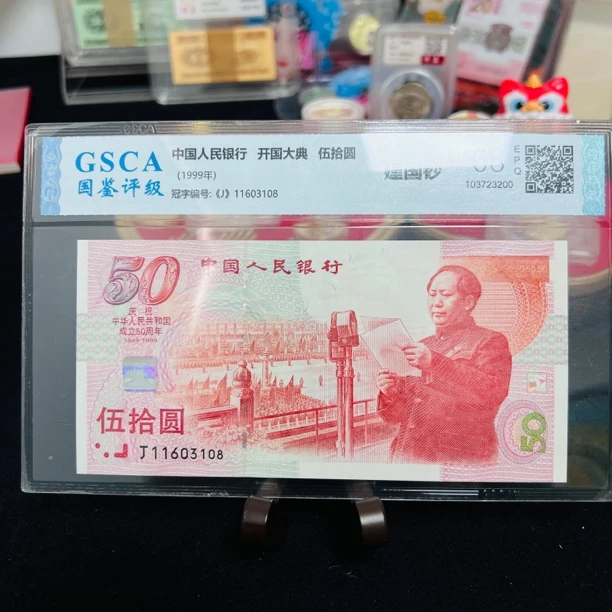 GSCA
国鉴评级
中国人民银行 开国大典 伍拾圆
(1999年)
冠字编号:《J》11603108
建国钞
E
P
Q
103723200
50
中国人民银行
庆祝
中华人民共和国
成立50周年
1949-1999
伍拾圆
J11603108
50